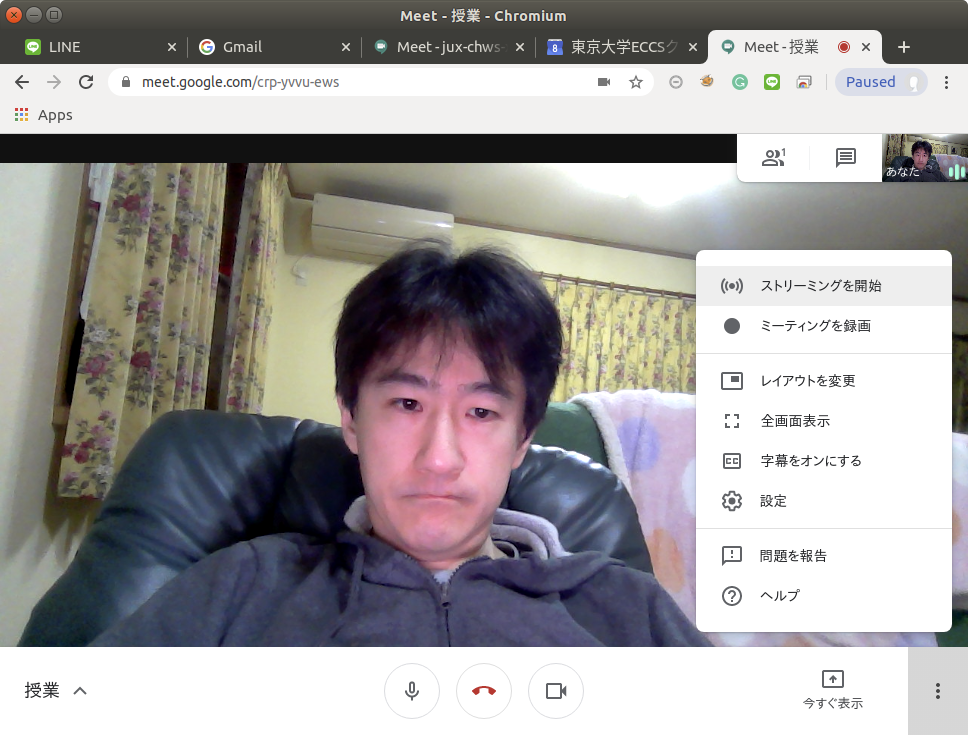 Meet - 授業 - Chromium
LINE
Gmail
Meet - jux-chws-
東京大学ECCSク
Meet - 授業
meet.google.com/crp-yvvu-ews
Paused
Apps
1
あなた
ストリーミングを開始
ミーティングを録画
レイアウトを変更
全画面表示
字幕をオンにする
設定
問題を報告
ヘルプ
授業
今すぐ表示